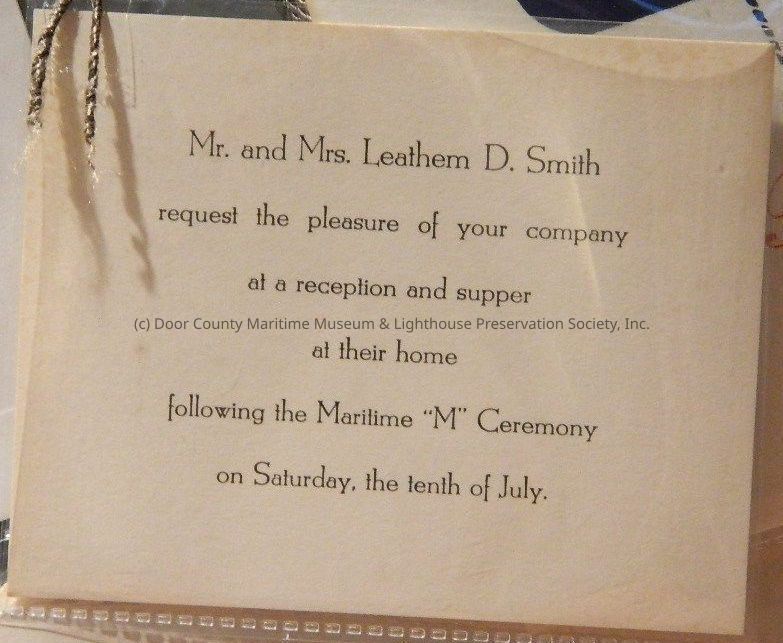 Mr. and Mrs. Leathem D. Smith
request the pleasure of your company
at a reception and supper
(c) Door County Maritime Museum & Lighthouse Preservation Society, Inc.
at their home
following the Maritime “M” Ceremony
on Saturday, the tenth of July.